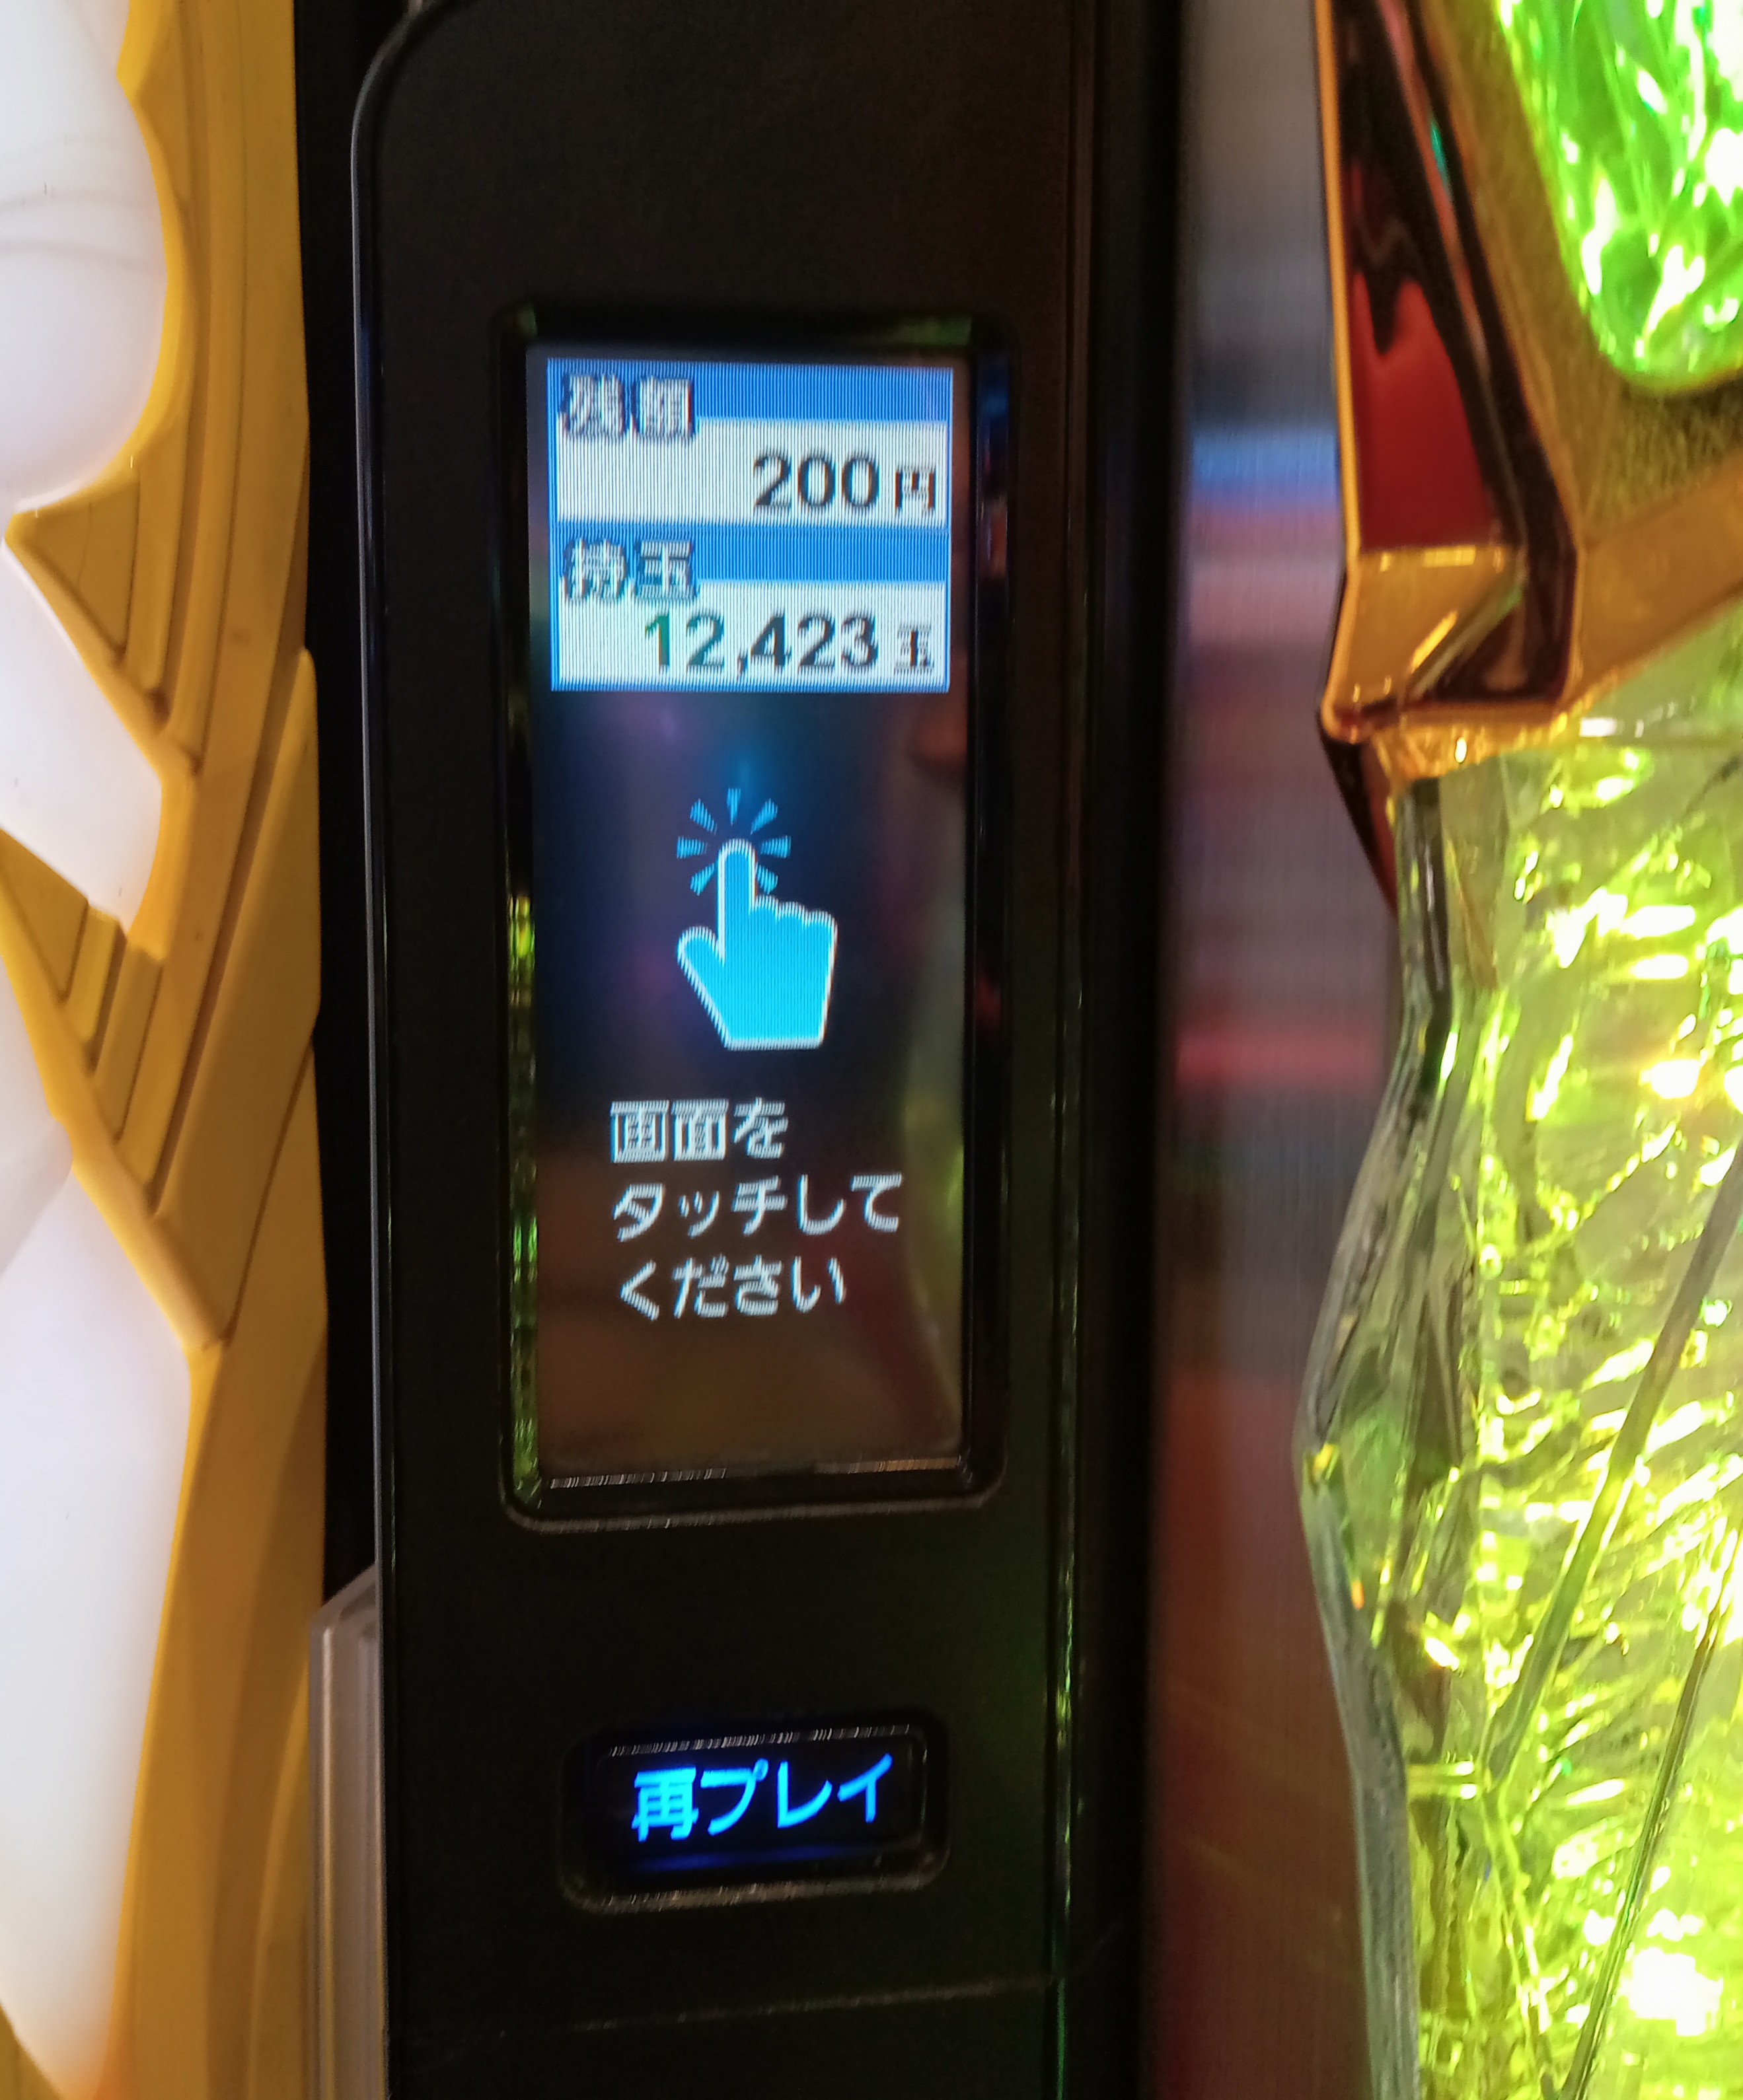 残額
200円
持玉
12,423玉
画面を
タッチして
ください
再プレイ